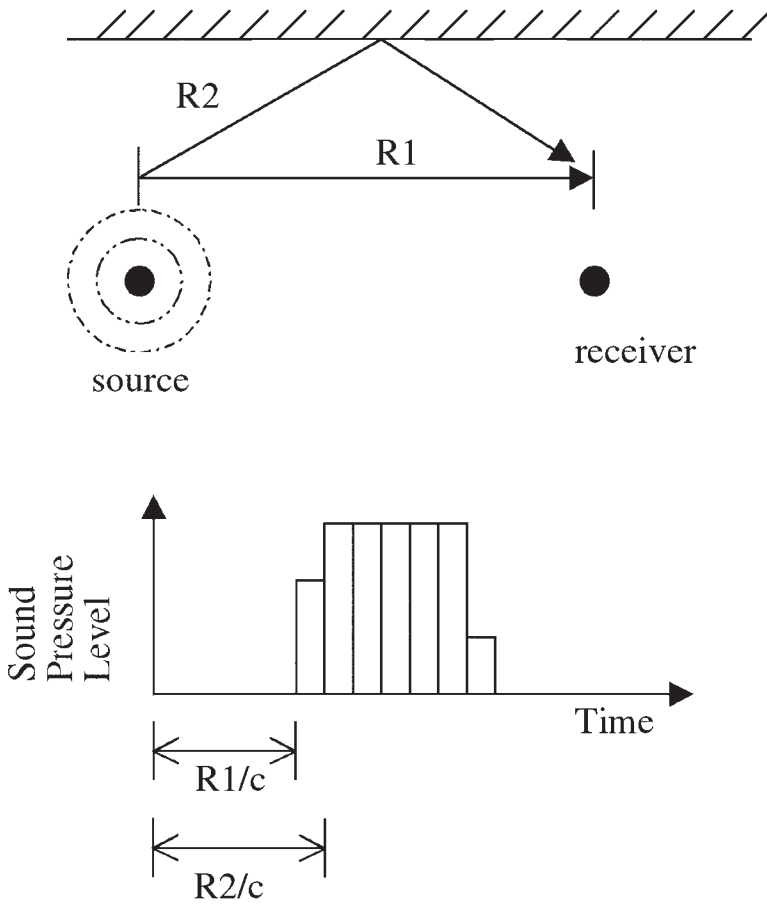 R2
R1
source
receiver
Sound
Pressure
Level
Time
R1/c
R2/c